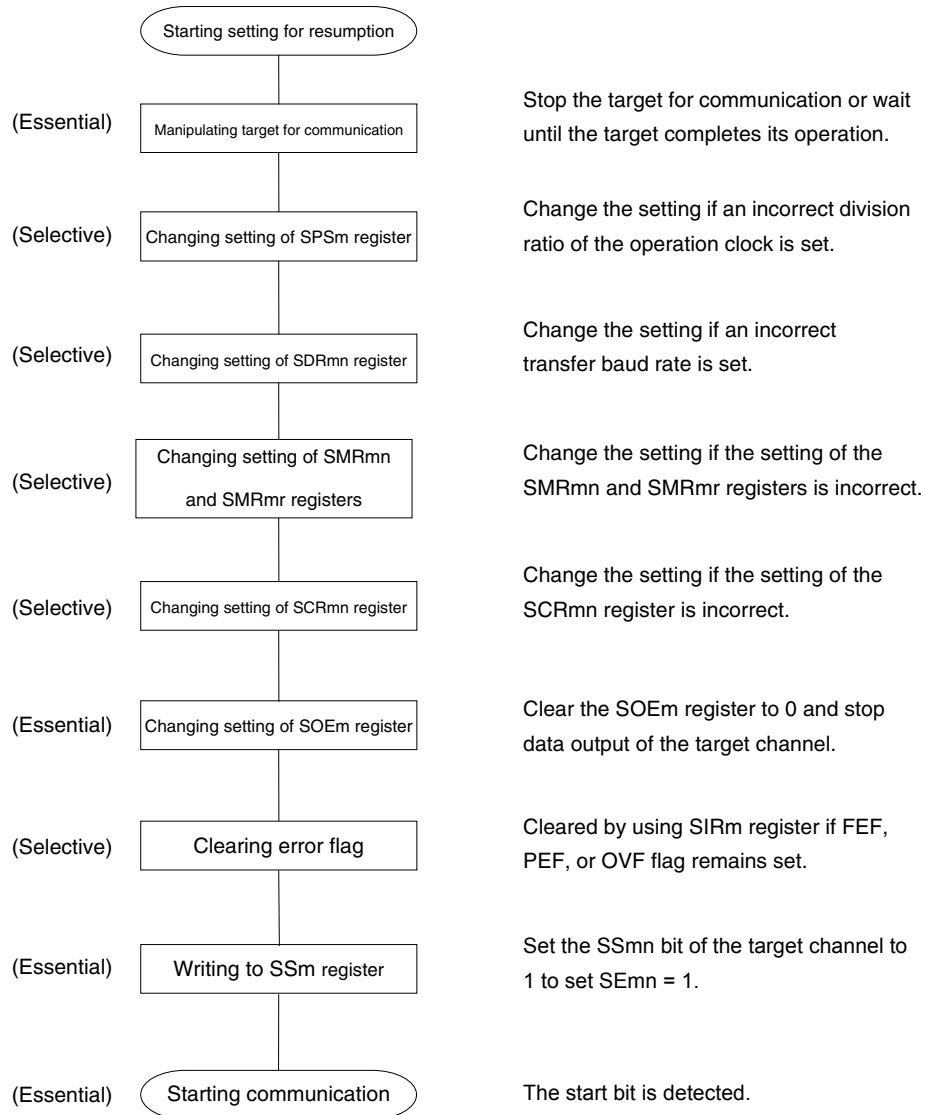 Starting setting for resumption
(Essential)
Manipulating target for communication
Stop the target for communication or wait
until the target completes its operation.
(Selective)
Changing setting of SPSm register
Change the setting if an incorrect division
ratio of the operation clock is set.
(Selective)
Changing setting of SDRmn register
Change the setting if an incorrect
transfer baud rate is set.
(Selective)
Changing setting of SMRmn
and SMRmr registers
Change the setting if the setting of the
SMRmn and SMRmr registers is incorrect.
(Selective)
Changing setting of SCRmn register
Change the setting if the setting of the
SCRmn register is incorrect.
(Essential)
Changing setting of SOEm register
Clear the SOEm register to 0 and stop
data output of the target channel.
(Selective)
Clearing error flag
Cleared by using SIRm register if FEF,
PEF, or OVF flag remains set.
(Essential)
Writing to SSm register
Set the SSmn bit of the target channel to
1 to set SEmn = 1.
(Essential)
Starting communication
The start bit is detected.